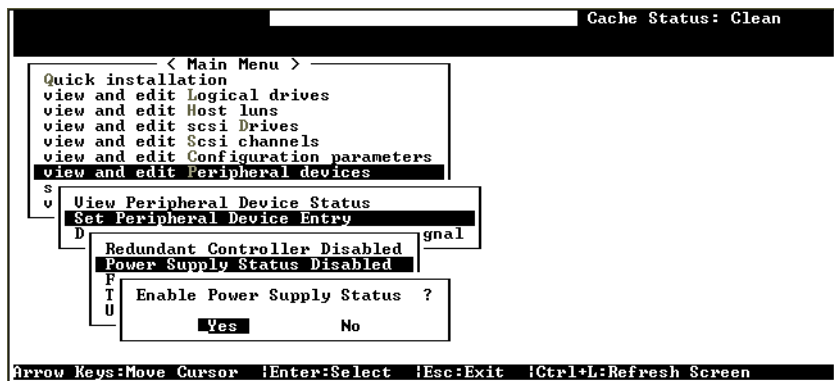 Cache Status: Clean
< Main Menu >
Quick installation
view and edit Logical drives
view and edit Host luns
view and edit scsi Drives
view and edit Scsi channels
view and edit Configuration parameters
view and edit Peripheral devices
s
v View Peripheral Device Status
Set Peripheral Device Entry
D gnal
Redundant Controller Disabled
Power Supply Status Disabled
F
T Enable Power Supply Status ?
U
Yes No
Arrow Keys:Move Cursor |Enter:Select |Esc:Exit |Ctrl+L:Refresh Screen